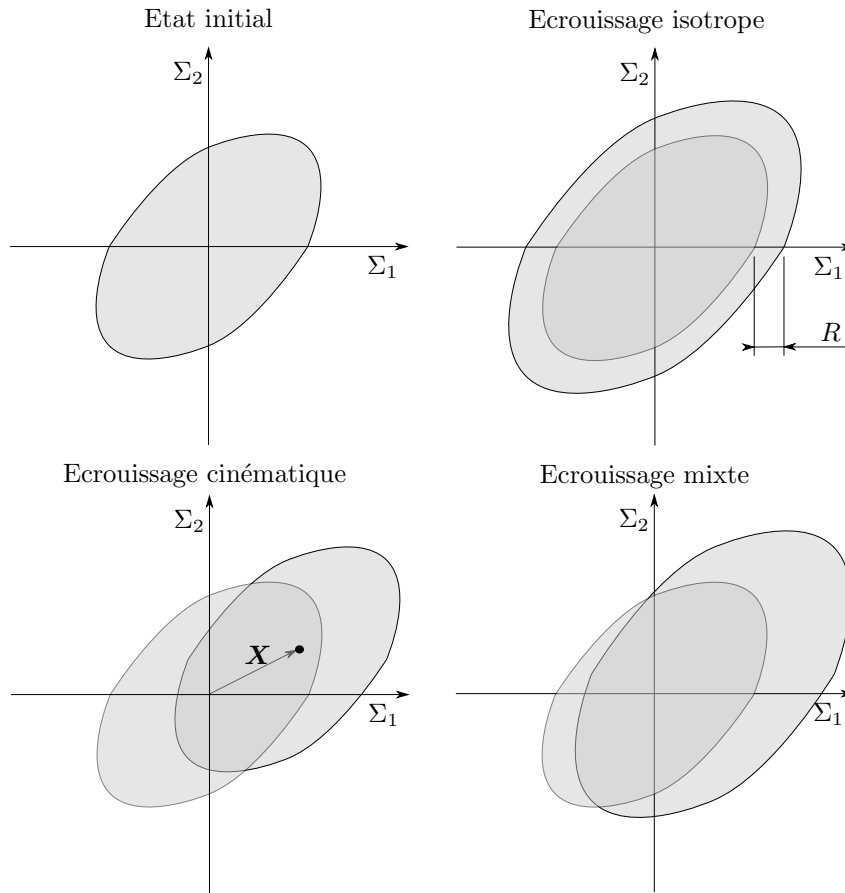 Etat initial
Σ2
Σ1
Ecrouissage isotrope
Σ2
Σ1
R
Ecrouissage cinématique
Σ2
X
Σ1
Ecrouissage mixte
Σ2
Σ1